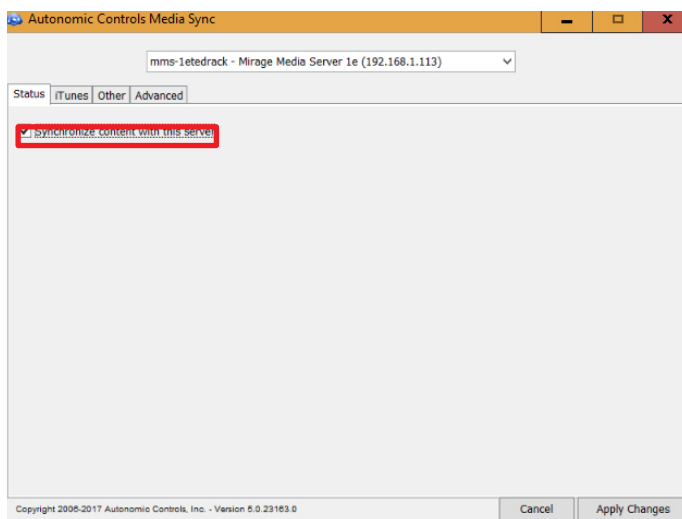 Autonomic Controls Media Sync
mms-1etedrack - Mirage Media Server 1e (192.168.1.113)
Status iTunes Other Advanced
Synchronize content with this server
Copyright 2006-2017 Autonomic Controls, Inc. - Version 6.0.23163.0
Cancel Apply Changes